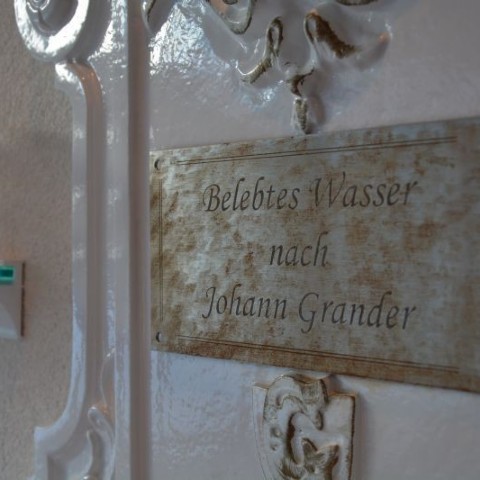 Belebtes Wasser
nach
Johann Grander